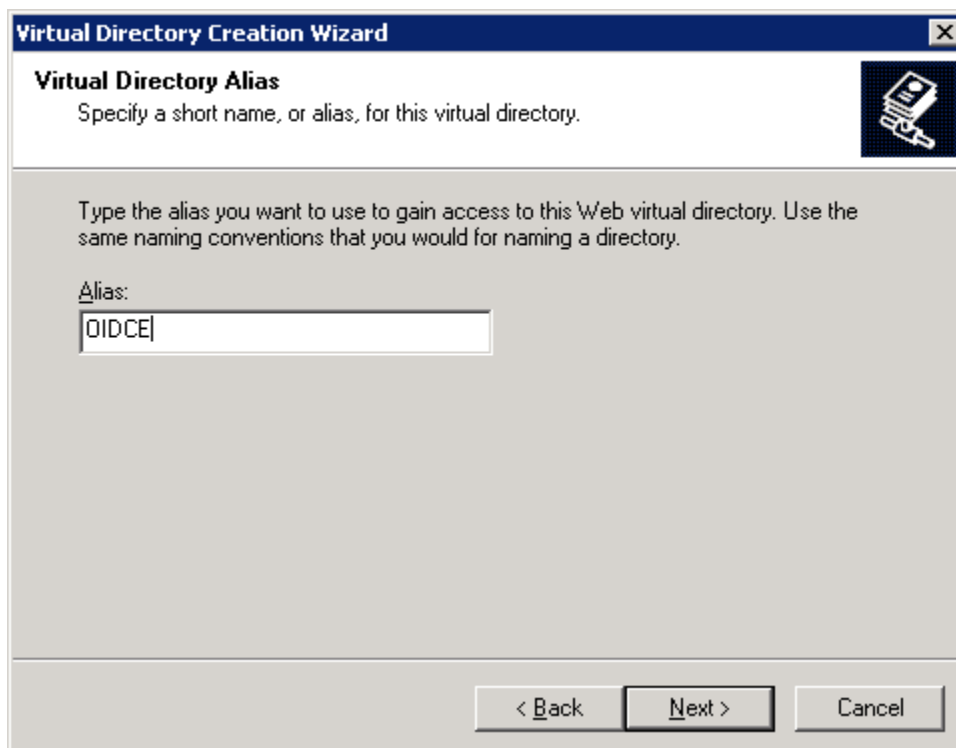 Virtual Directory Creation Wizard
Virtual Directory Alias
Specify a short name, or alias, for this virtual directory.
Type the alias you want to use to gain access to this Web virtual directory. Use the
same naming conventions that you would for naming a directory.
Alias:
OIDCE
< Back Next > Cancel